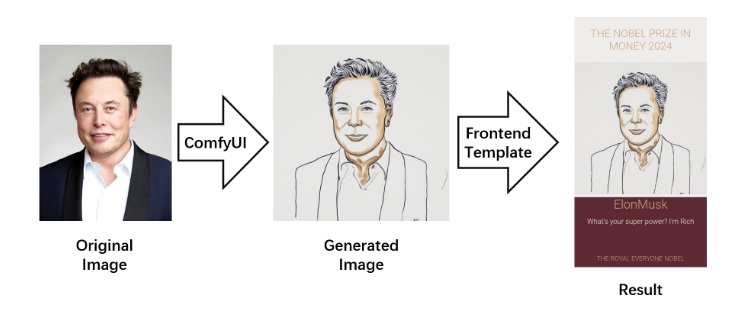 THE NOBEL PRIZE IN
MONEY 2024
ComfyUI
Frontend
Template
ElonMusk
What's your super power? I'm Rich
THE ROYAL EVERYONE NOBEL
Original
Image
Generated
Image
Result